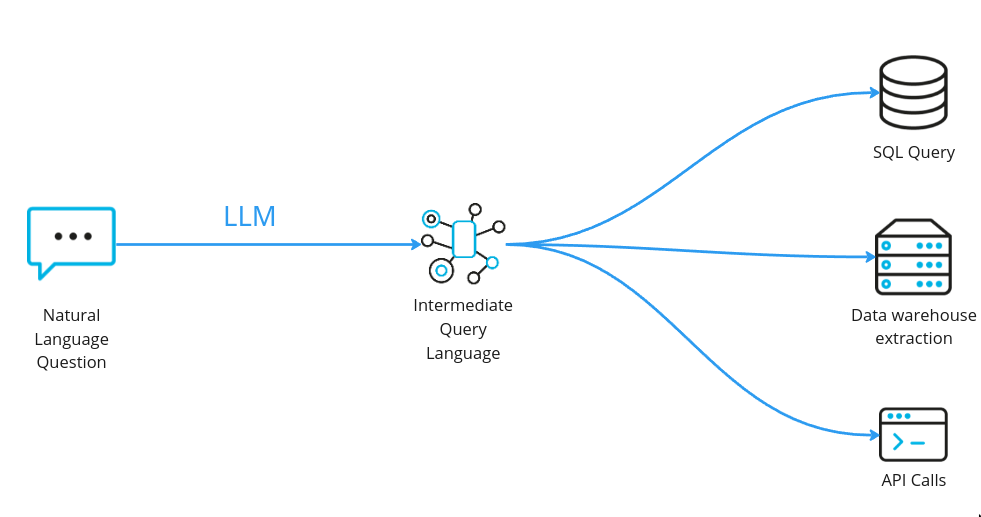 LLM
Natural
Language
Question
Intermediate
Query
Language
SQL Query
Data warehouse
extraction
API Calls